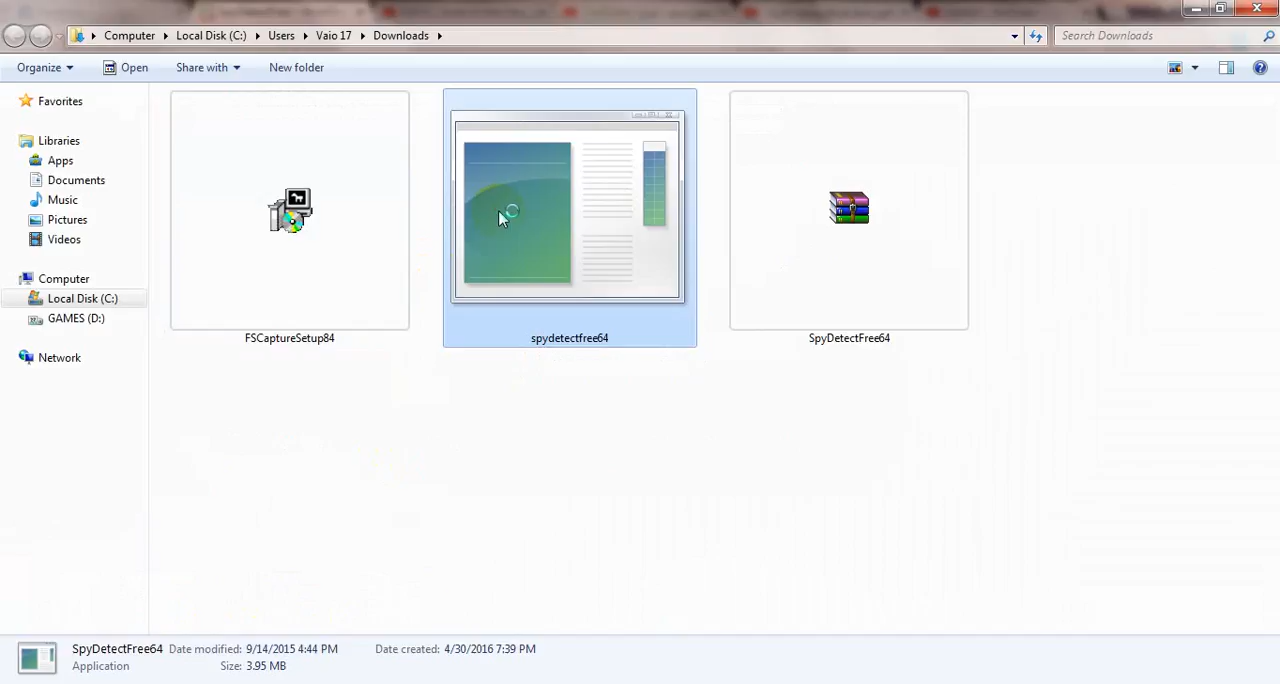 Computer Local Disk (C:) Users Vaio 17 Downloads
Search Downloads
Organize Open Share with New folder
Favorites
Libraries
Apps
Documents
Music
Pictures
Videos
Computer
Local Disk (C:)
GAMES (D:)
Network
FSCaptureSetup84
spydetectfree64
SpyDetectFree64
SpyDetectFree64 Date modified: 9/14/2015 4:44 PM Date created: 4/30/2016 7:39 PM
Application Size: 3.95 MB